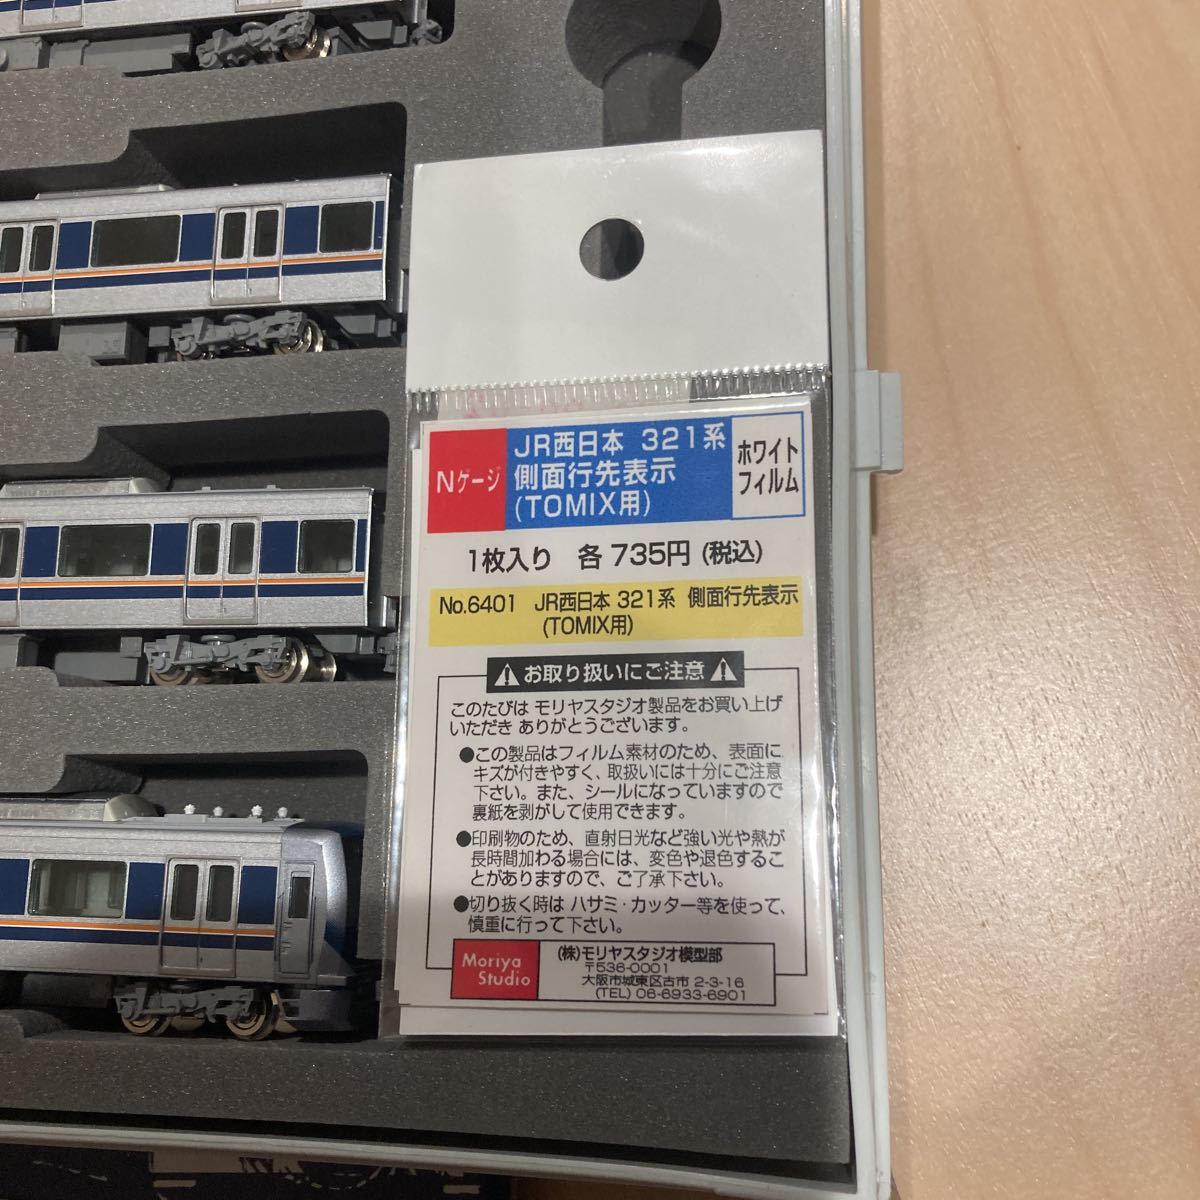 Nゲージ
JR西日本 321系
側面行先表示
(TOMIX用)
ホワイト
フィルム
1枚入り 各 735円 (税込)
No.6401 JR西日本 321系 側面行先表示
(TOMIX用)
お取り扱いにご注意
このたびは モリヤスタジオ製品をお買い上げ
いただき ありがとうございます。
●この製品はフィルム素材のため、表面に
キズが付きやすく、取扱いには十分にご注意
下さい。また、シールになっていますので
裏紙を剥がして使用できます。
●印刷物のため、直射日光など強い光や熱が
長時間加わる場合には、変色や退色するこ
とがありますので、ご了承下さい。
●切り抜く時は ハサミ・カッター等を使って、
慎重に行って下さい。
Moriya
Studio
(株)モリヤスタジオ模型部
〒536-0001
大阪市城東区古市 2-3-16
(TEL) 06-6933-6901